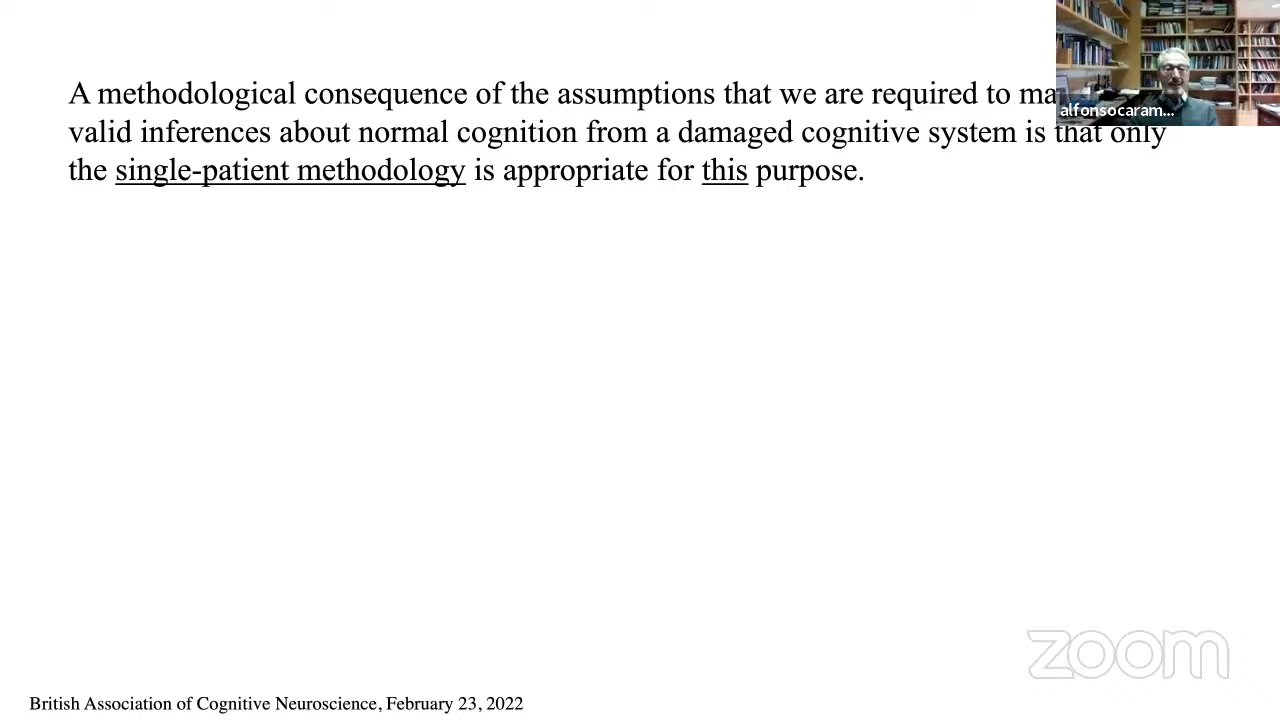 A methodological consequence of the assumptions that we are required to
valid inferences about normal cognition from a damaged cognitive system is that only
the single-patient methodology is appropriate for this purpose.
alfonsocaram...
zoom
British Association of Cognitive Neuroscience, February 23, 2022